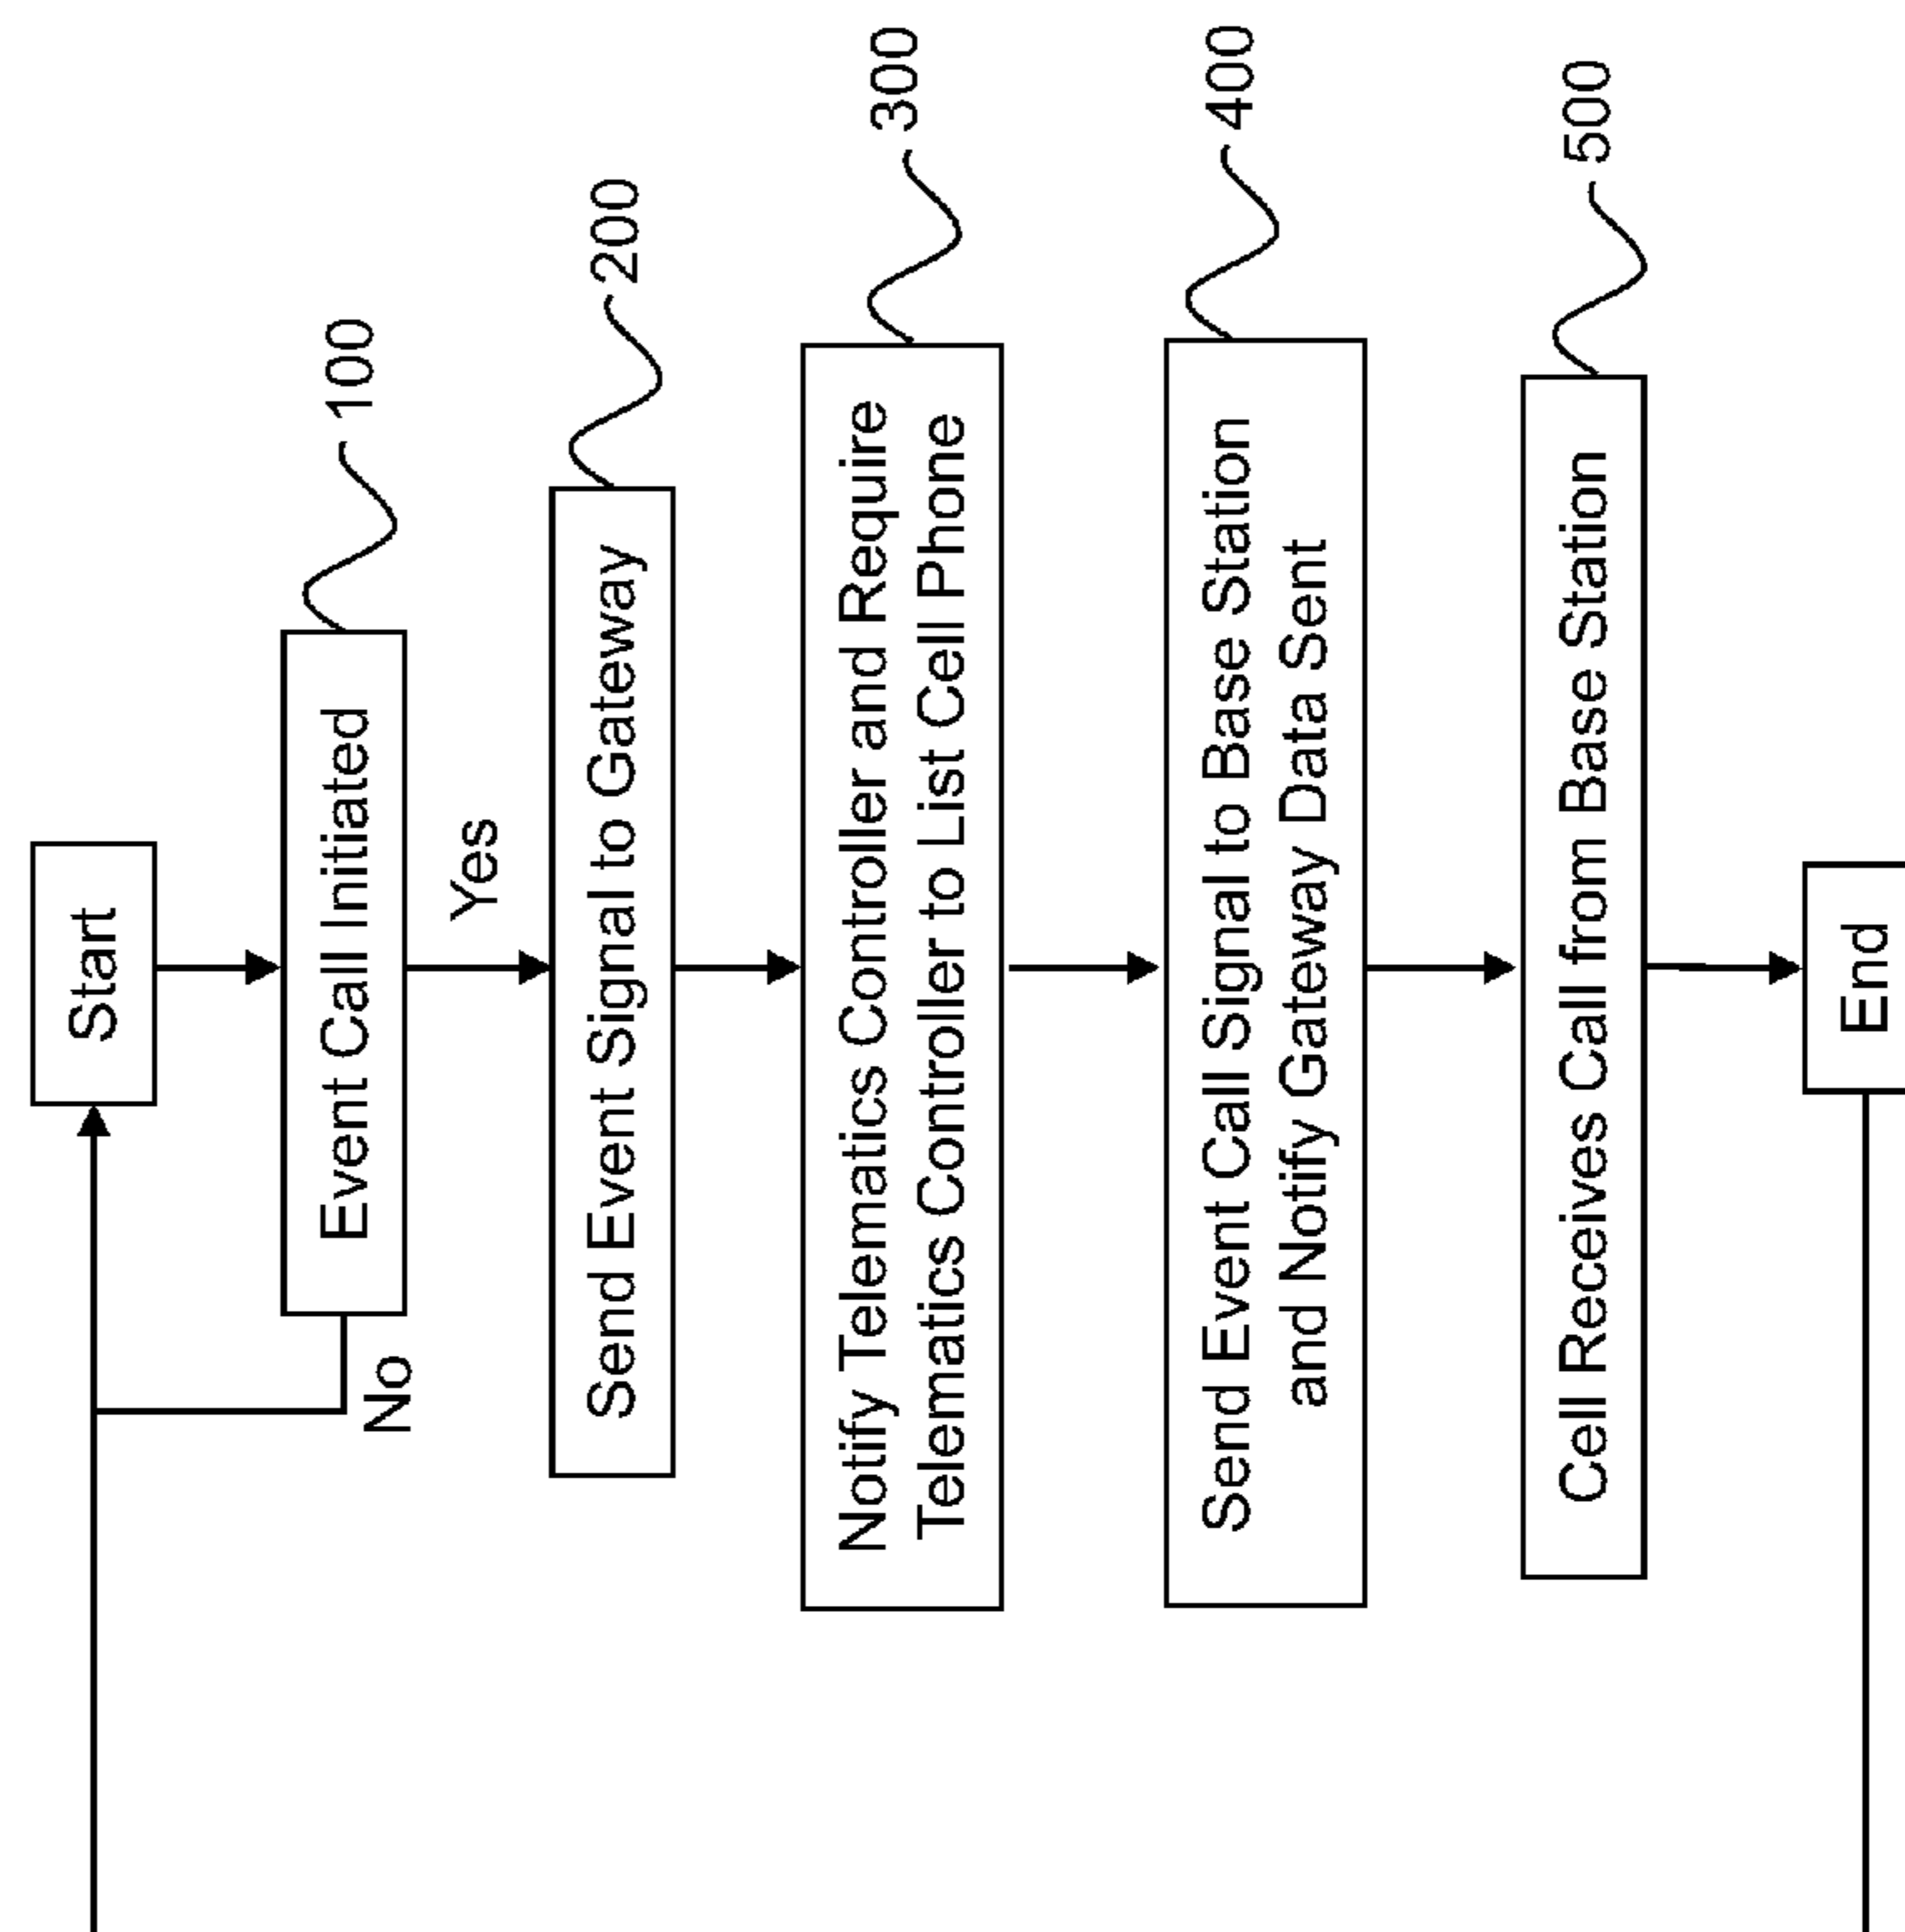 Start
Event Call Initiated
100
No
Yes
Send Event Signal to Gateway
200
Notify Telematics Controller and Require
Telematics Controller to List Cell Phone
300
Send Event Call Signal to Base Station
and Notify Gateway Data Sent
400
Cell Receives Call from Base Station
500
End